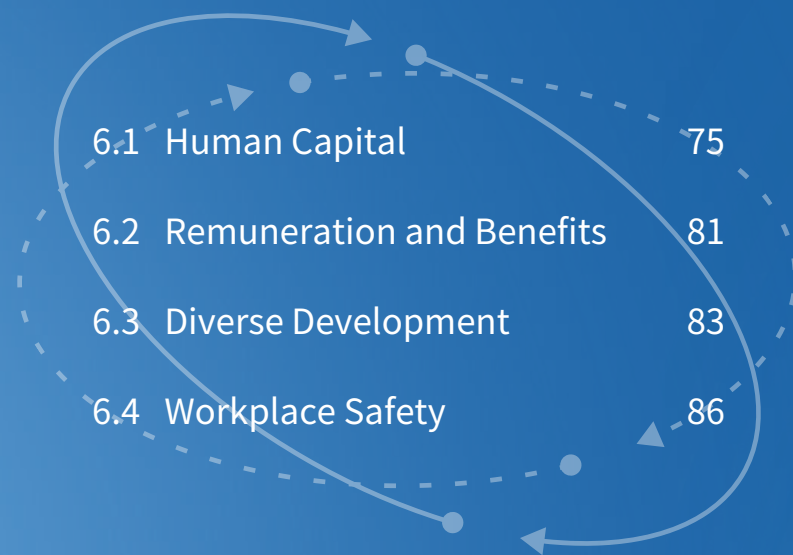 6.1 Human Capital 75
6.2 Remuneration and Benefits 81
6.3 Diverse Development 83
6.4 Workplace Safety 86